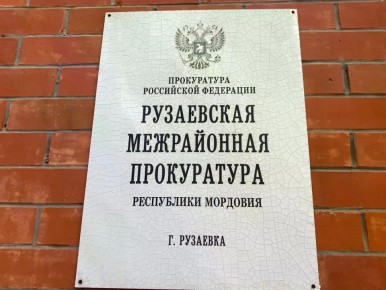 ПРОКУРАТУРА
РОССИЙСКОЙ ФЕДЕРАЦИИ
РУЗАЕВСКАЯ
МЕЖРАЙОННАЯ
ПРОКУРАТУРА
РЕСПУБЛИКИ МОРДОВИЯ
Г. РУЗАЕВКА